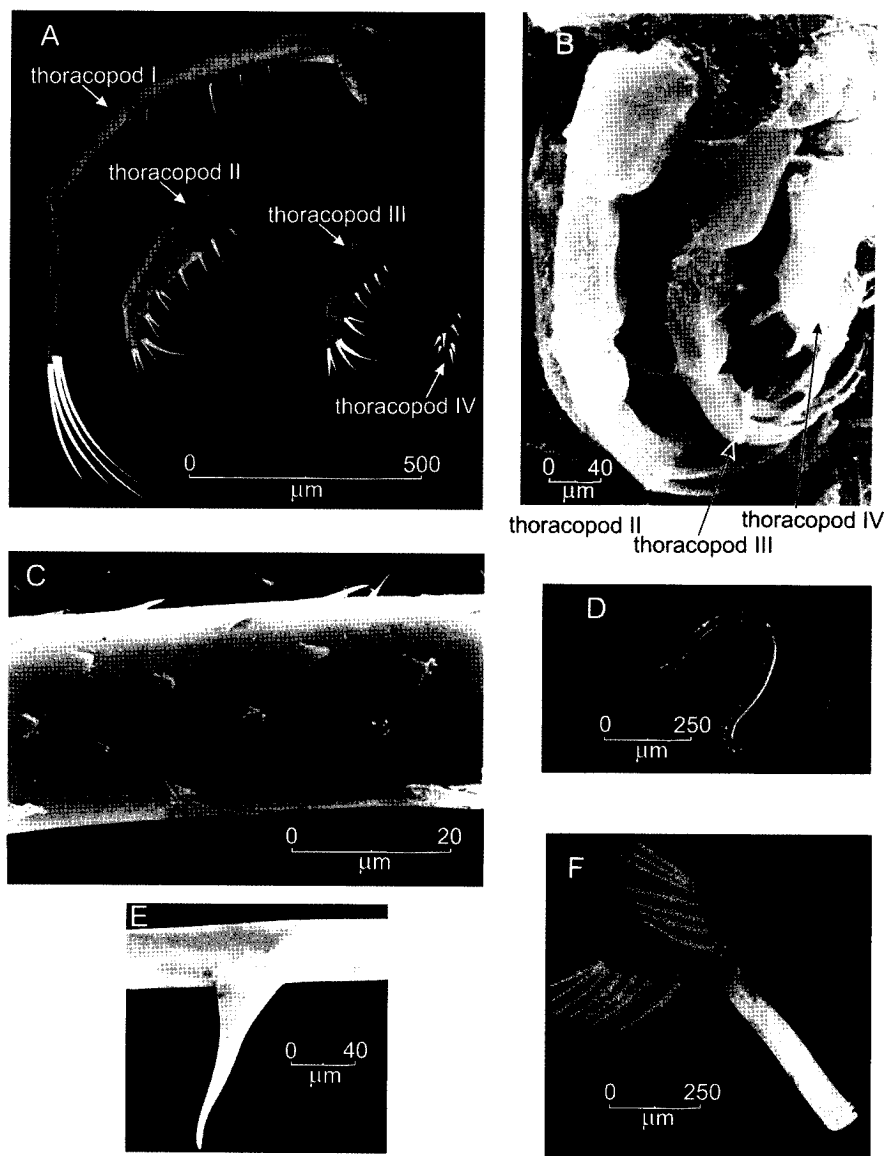 A
thoracopod I
thoracopod II
thoracopod III
thoracopod IV
0 500
μm
B
0 40
μm
thoracopod II
thoracopod IV
thoracopod III
C
0 20
μm
D
0 250
μm
E
0 40
μm
F
0 250
μm